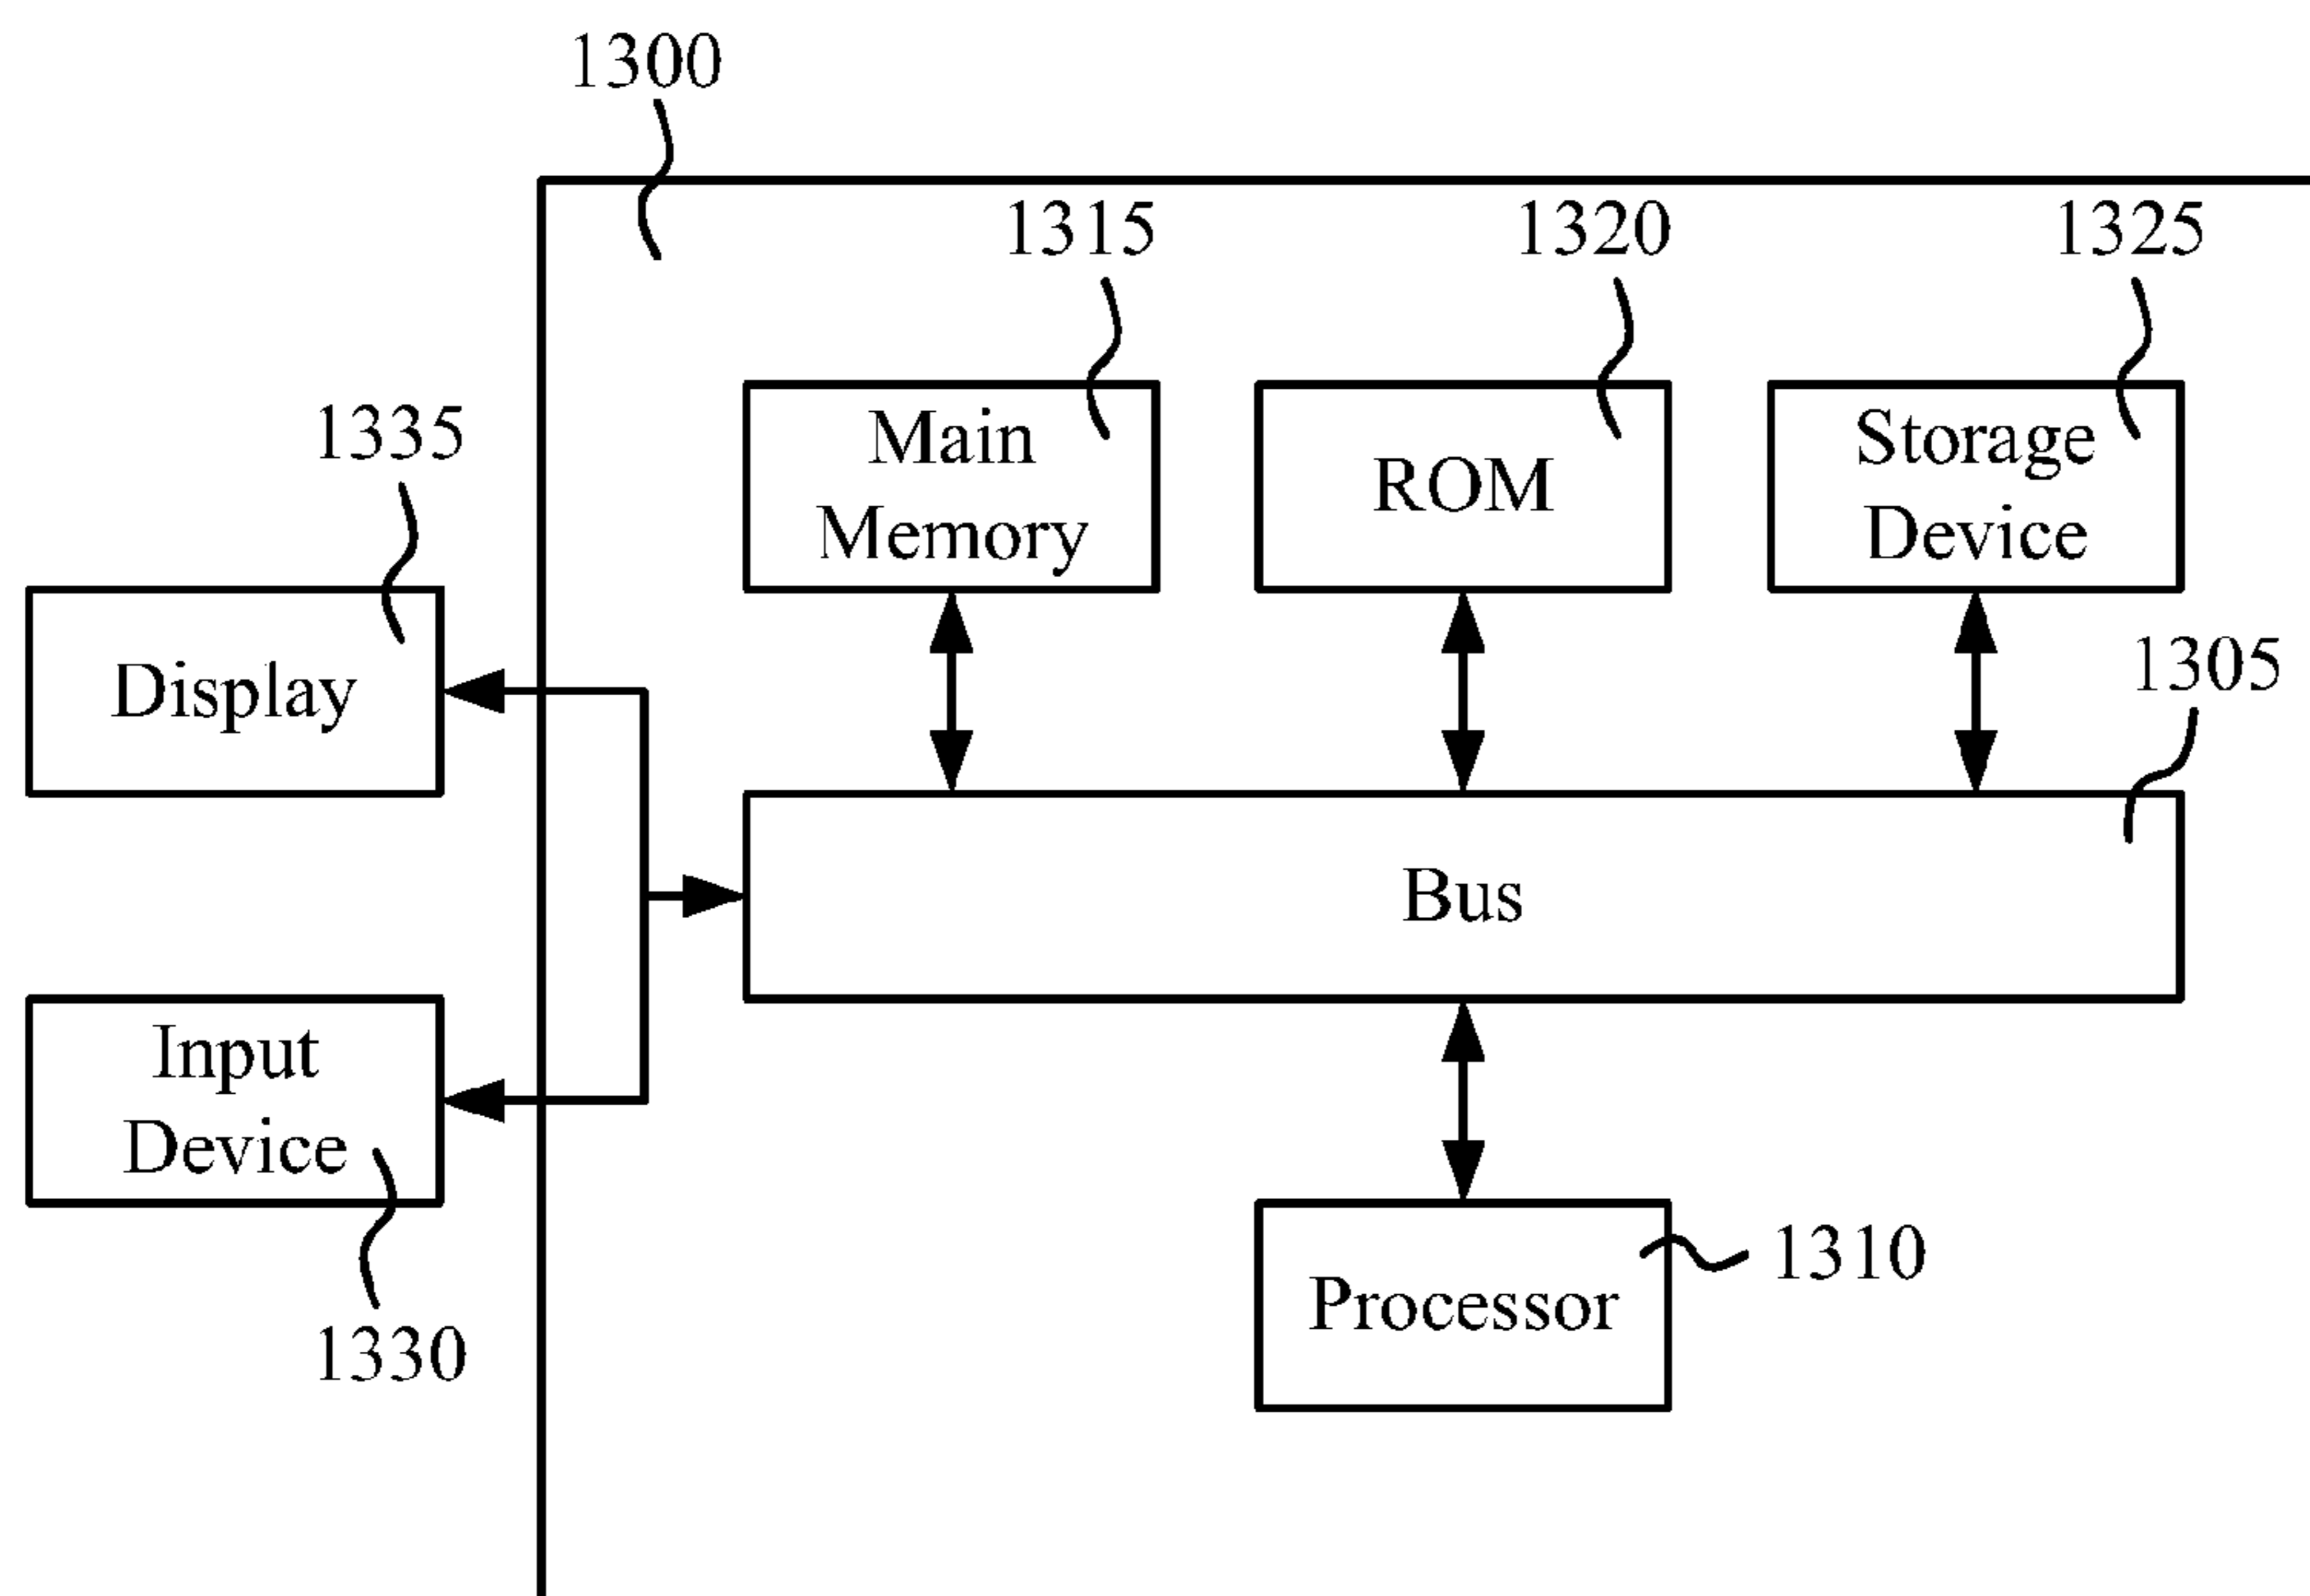 1300
1315
1320
1325
1335
Main
Memory
ROM
Storage
Device
1305
Display
Bus
Input
Device
1310
Processor
1330